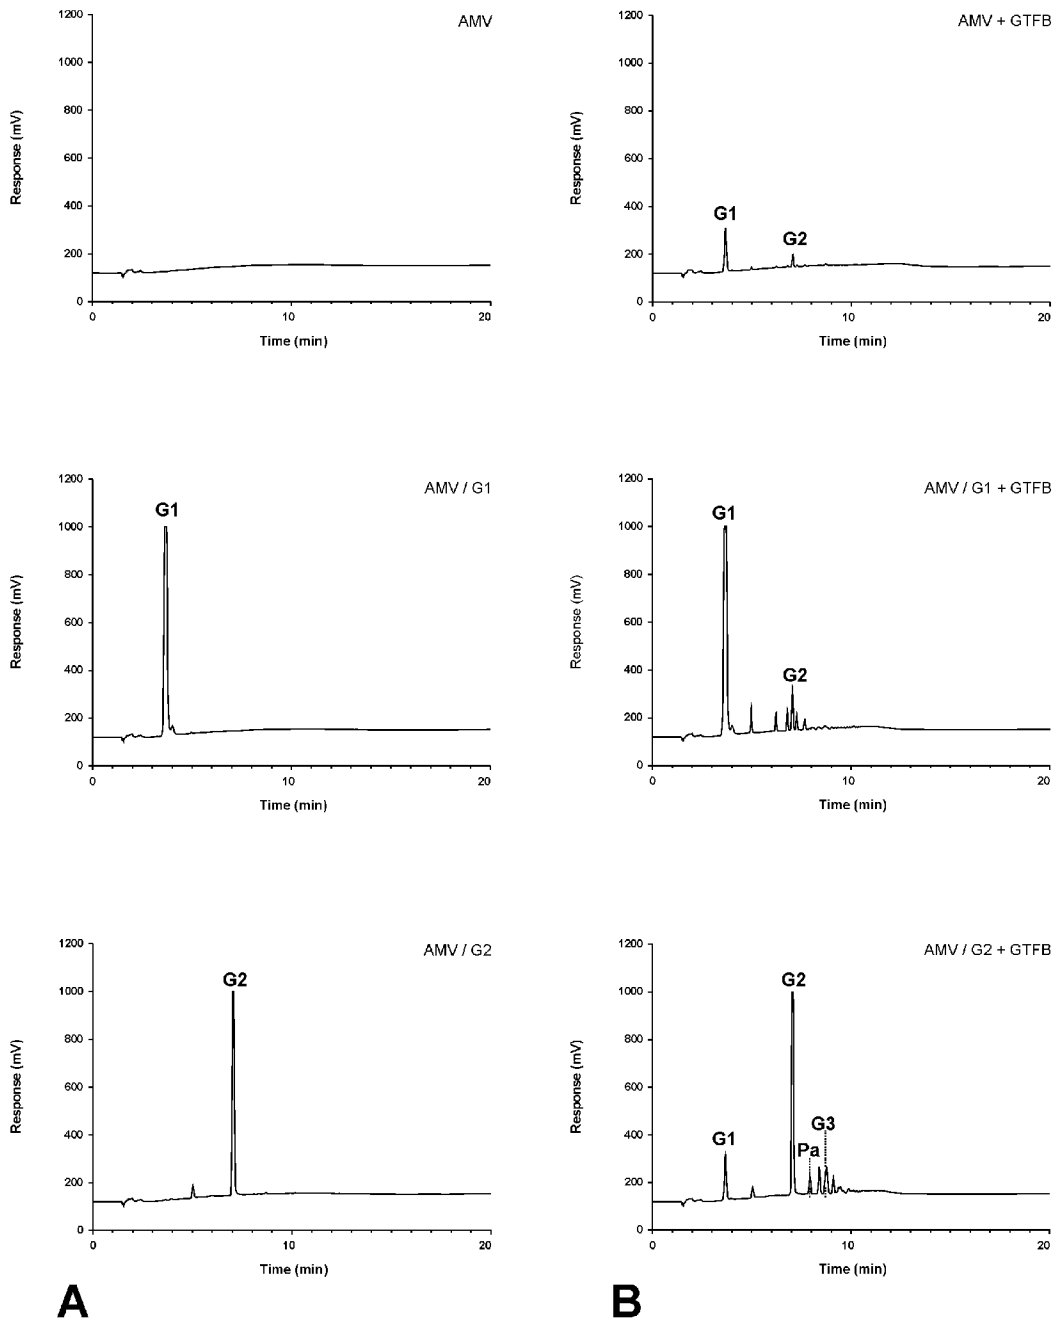 AMV
1200
1000
800
600
400
200
0
Response (mV)
0 10 20
Time (min)
AMV + GTFB
1200
1000
800
600
400
200
0
Response (mV)
G1
G2
0 10 20
Time (min)
AMV / G1
1200
1000
800
600
400
200
0
Response (mV)
G1
0 10 20
Time (min)
AMV / G1 + GTFB
1200
1000
800
600
400
200
0
Response (mV)
G1
G2
0 10 20
Time (min)
AMV / G2
1200
1000
800
600
400
200
0
Response (mV)
G2
0 10 20
Time (min)
AMV / G2 + GTFB
1200
1000
800
600
400
200
0
Response (mV)
G2
G1
G3
Pa
0 10 20
Time (min)
A
B